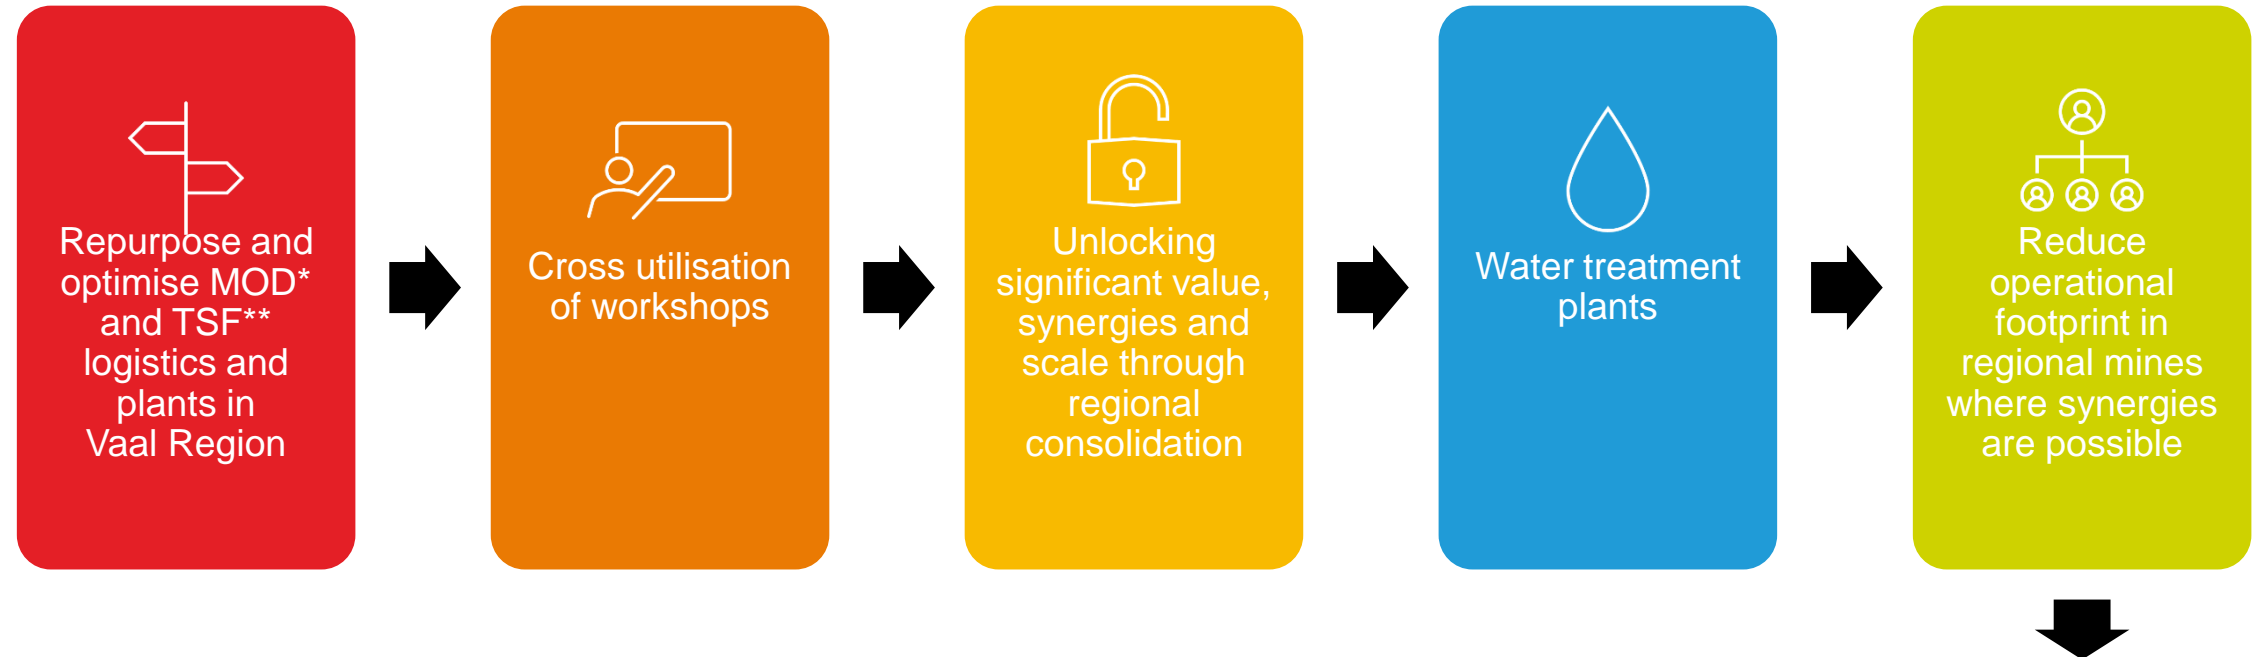 Repurpose and
optimise MOD*
and TSF**
logistics and
plants in
Vaal Region
Cross utilisation
of workshops
Unlocking
significant value,
synergies and
scale through
regional
consolidation
Water treatment
plants
Reduce
operational
footprint in
regional mines
where synergies
are possible